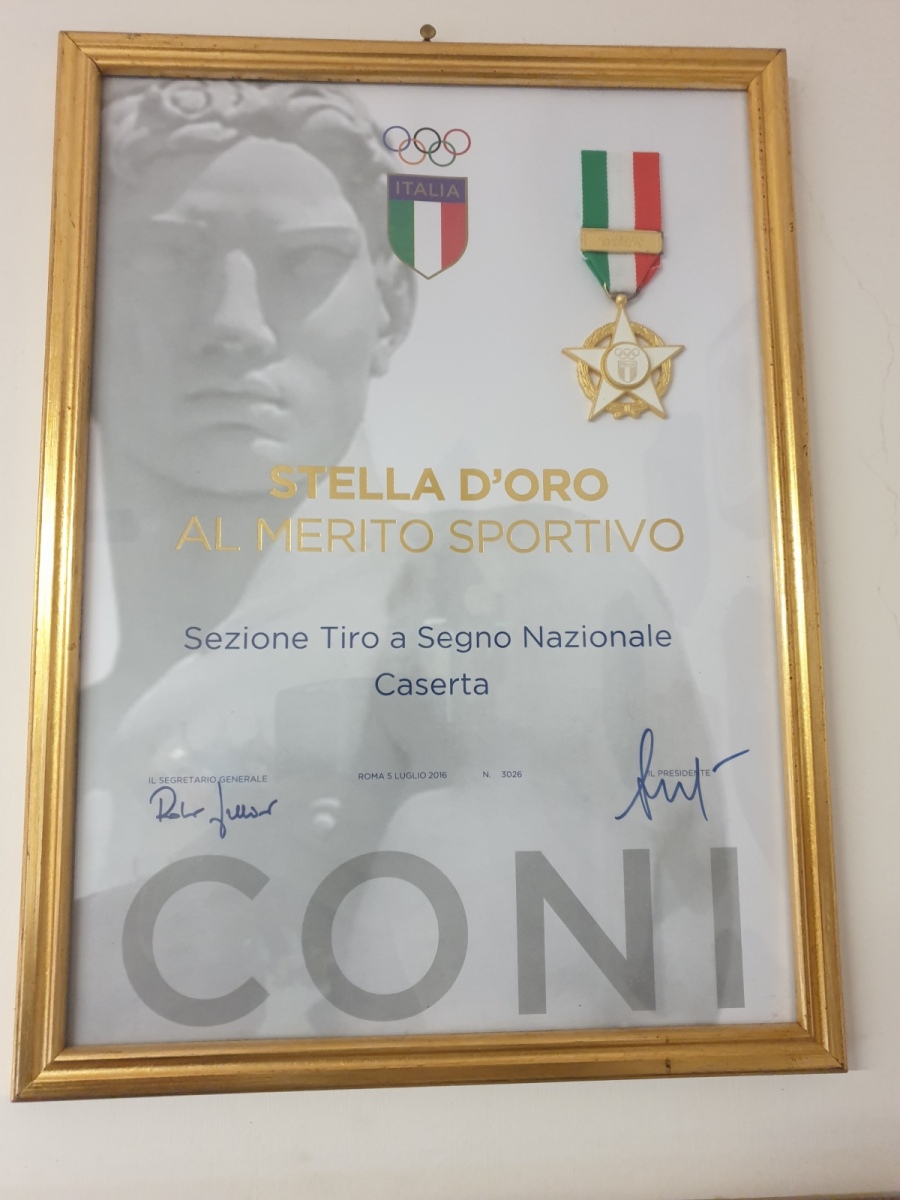 ITALIA
STELLA D'ORO
AL MERITO SPORTIVO
Sezione Tiro a Segno Nazionale
Caserta
IL SEGRETARIO GENERALE
ROMA 5 LUGLIO 2016 N. 3026
IL PRESIDENTE
CONI